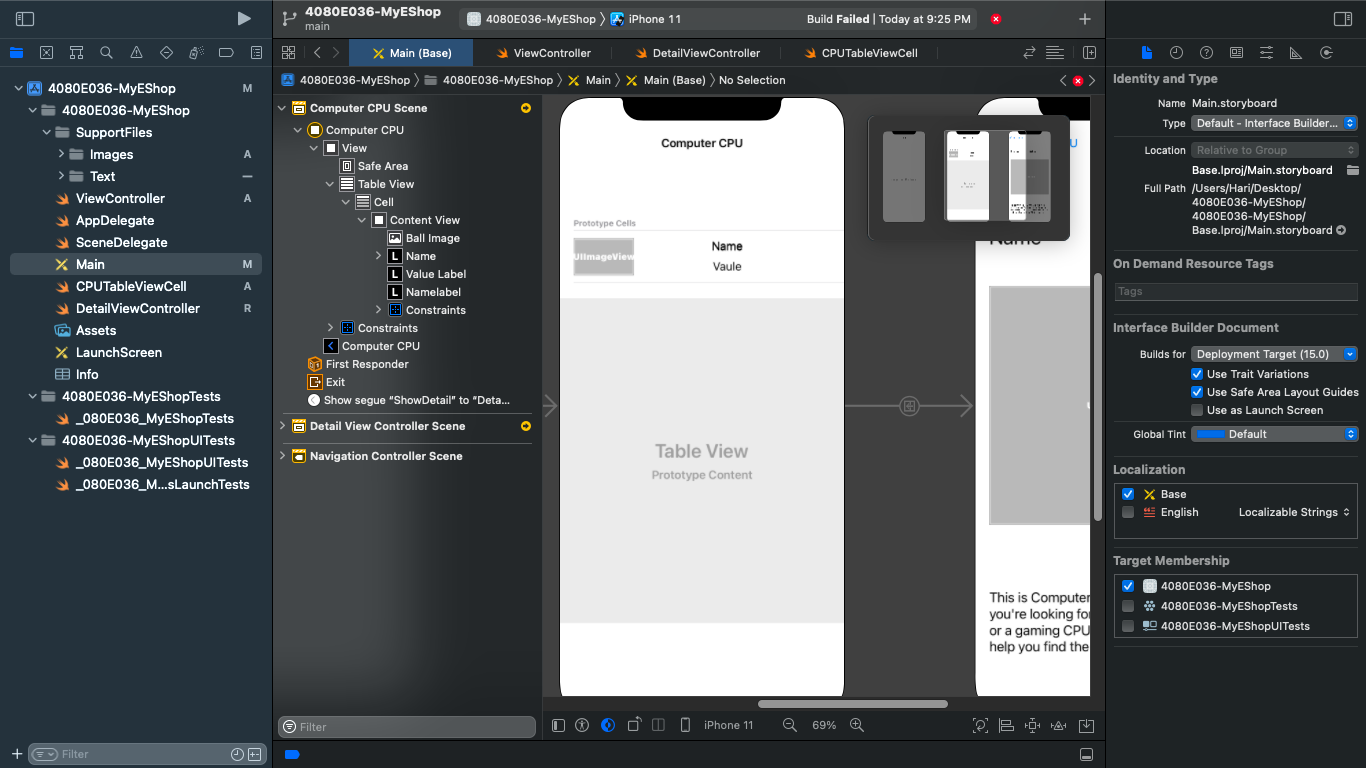 4080E036-MyEShop
main
4080E036-MyEShop
iPhone 11
Build Failed | Today at 9:25 PM
Main (Base)
ViewController
DetailViewController
CPUTableViewCell
4080E036-MyEShop
4080E036-MyEShop
Main
Main (Base)
No Selection
4080E036-MyEShop M
4080E036-MyEShop
SupportFiles
Images A
Text
ViewController A
AppDelegate
SceneDelegate
Main M
CPUTableViewCell A
DetailViewController R
Assets
LaunchScreen
Info
4080E036-MyEShopTests
_080E036_MyEShopTests
4080E036-MyEShopUITests
_080E036_MyEShopUITests
_080E036_M...sLaunchTests
Filter
Computer CPU Scene
Computer CPU
View
Safe Area
Table View
Cell
Content View
Ball Image
L Name
L Value Label
L Namelabel
Constraints
Constraints
Computer CPU
First Responder
Exit
Show segue “ShowDetail” to “Deta...
Detail View Controller Scene
Navigation Controller Scene
Filter
Computer CPU
Prototype Cells
UIImageView
Name
Vaule
Table View
Prototype Content
This is Computer
you're looking for
or a gaming CPU
help you find the
iPhone 11
69%
Identity and Type
Name Main.storyboard
Type Default - Interface Builder...
Location Relative to Group
Base.lproj/Main.storyboard
Full Path /Users/Hari/Desktop/
4080E036-MyEShop/
4080E036-MyEShop/
Base.lproj/Main.storyboard
On Demand Resource Tags
Tags
Interface Builder Document
Builds for Deployment Target (15.0)
Use Trait Variations
Use Safe Area Layout Guides
Use as Launch Screen
Global Tint Default
Localization
Base
English Localizable Strings
Target Membership
4080E036-MyEShop
4080E036-MyEShopTests
4080E036-MyEShopUITests